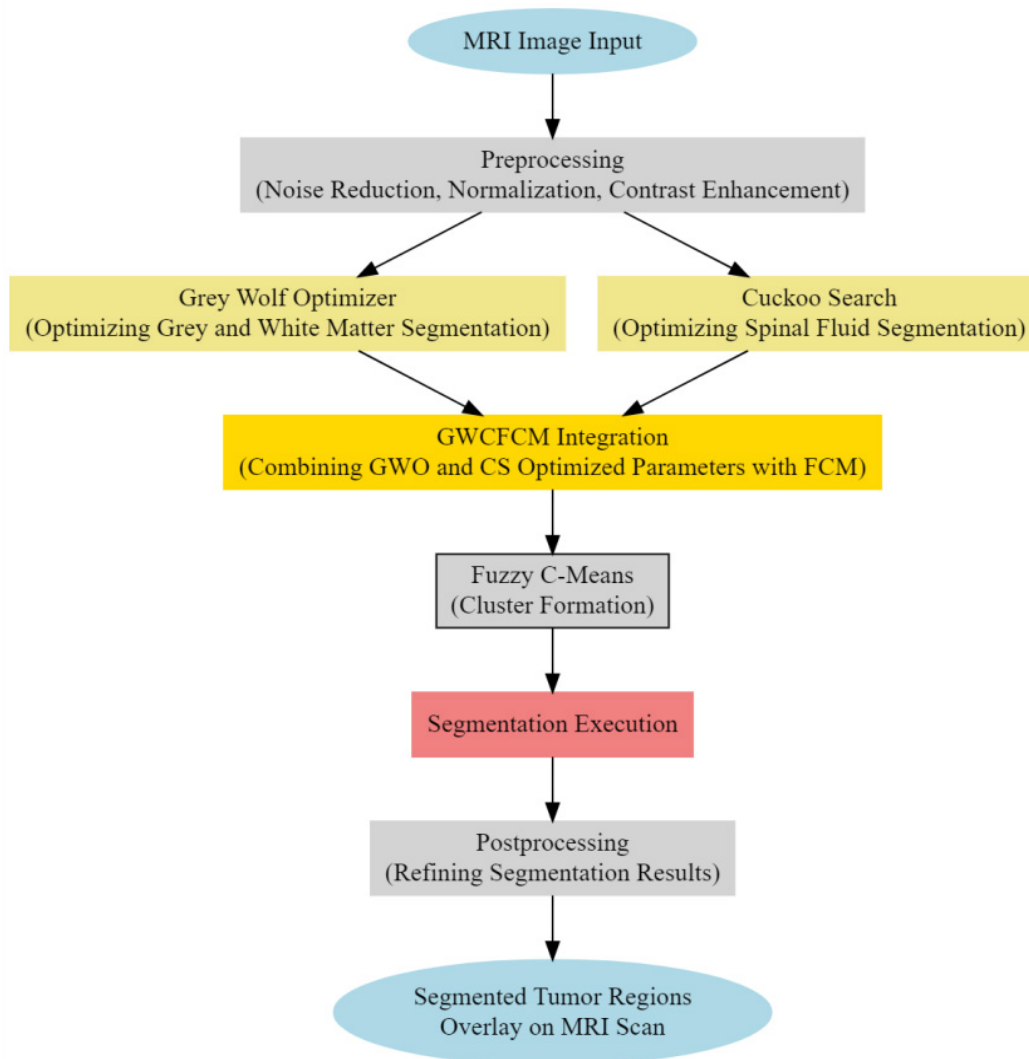 MRI Image Input
Preprocessing
(Noise Reduction, Normalization, Contrast Enhancement)
Grey Wolf Optimizer
(Optimizing Grey and White Matter Segmentation)
Cuckoo Search
(Optimizing Spinal Fluid Segmentation)
GWCFCM Integration
(Combining GWO and CS Optimized Parameters with FCM)
Fuzzy C-Means
(Cluster Formation)
Segmentation Execution
Postprocessing
(Refining Segmentation Results)
Segmented Tumor Regions
Overlay on MRI Scan